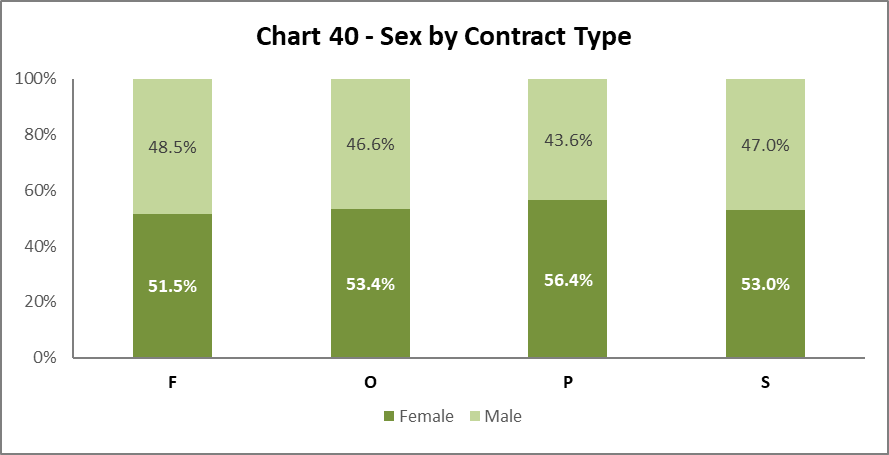 Chart 40 - Sex by Contract Type
100%
80%
60%
40%
20%
0%
48.5%
46.6%
43.6%
47.0%
51.5%
53.4%
56.4%
53.0%
F
O
P
S
Female
Male